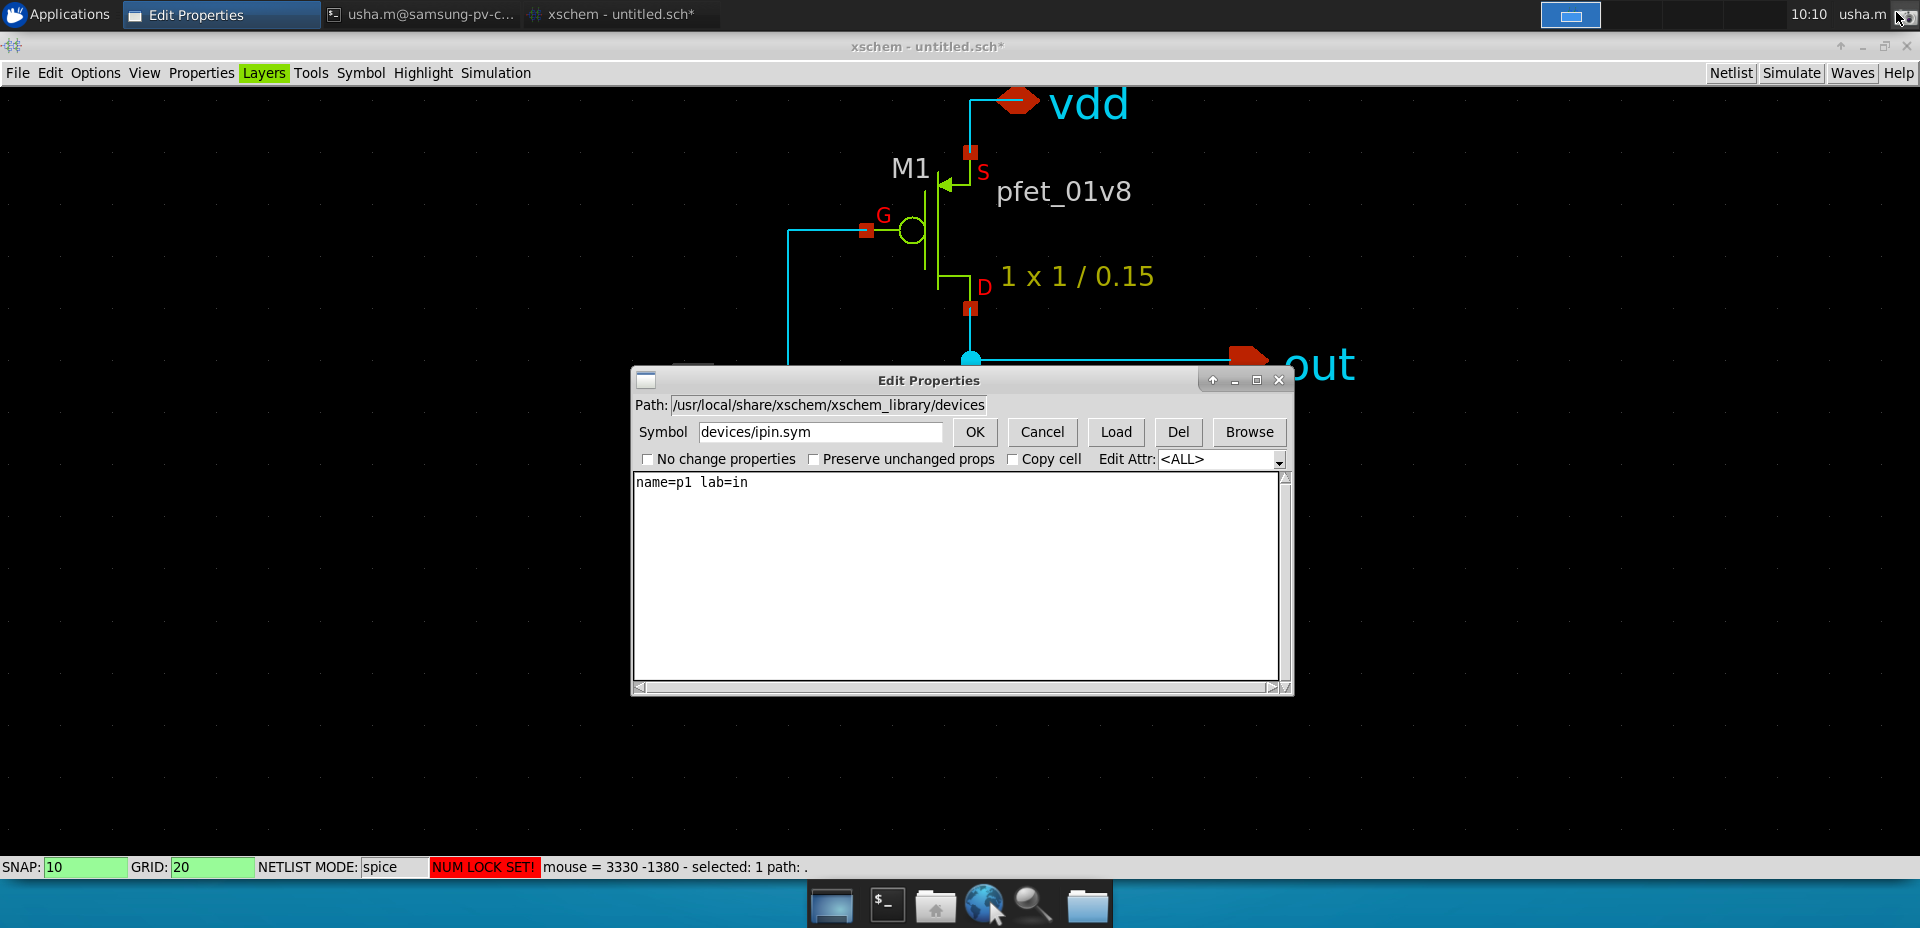 Applications Edit Properties usha.m@samsung-pv-c... xschem - untitled.sch* 10:10 usha.m
xschem - untitled.sch*
File Edit Options View Properties Layers Tools Symbol Highlight Simulation Netlist Simulate Waves Help
vdd
M1
S
pfet_01v8
G
1 x 1 / 0.15
D
out
Edit Properties
Path: /usr/local/share/xschem/xschem_library/devices
Symbol devices/ipin.sym OK Cancel Load Del Browse
No change properties Preserve unchanged props Copy cell Edit Attr: <ALL>
name=p1 lab=in
SNAP: 10 GRID: 20 NETLIST MODE: spice NUM LOCK SET! mouse = 3330 -1380 - selected: 1 path: .
$_